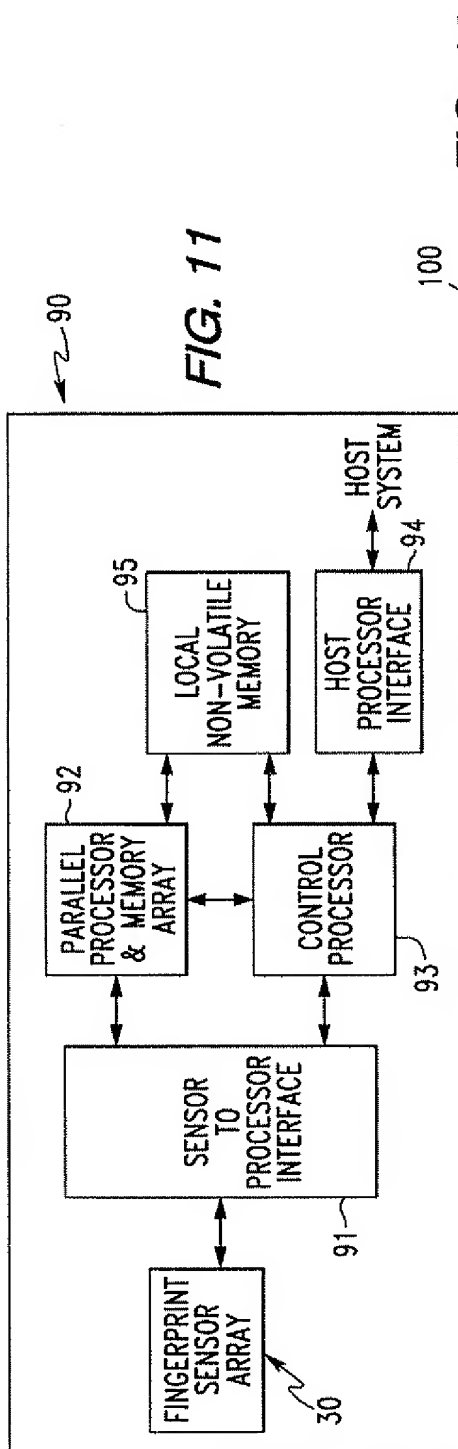 90
FIG. 11
FINGERPRINT
SENSOR
ARRAY
30
SENSOR
TO
PROCESSOR
INTERFACE
91
PARALLEL
PROCESSOR
& MEMORY
ARRAY
92
CONTROL
PROCESSOR
93
LOCAL
NON-VOLATILE
MEMORY
95
HOST
PROCESSOR
INTERFACE
94
HOST
SYSTEM
100